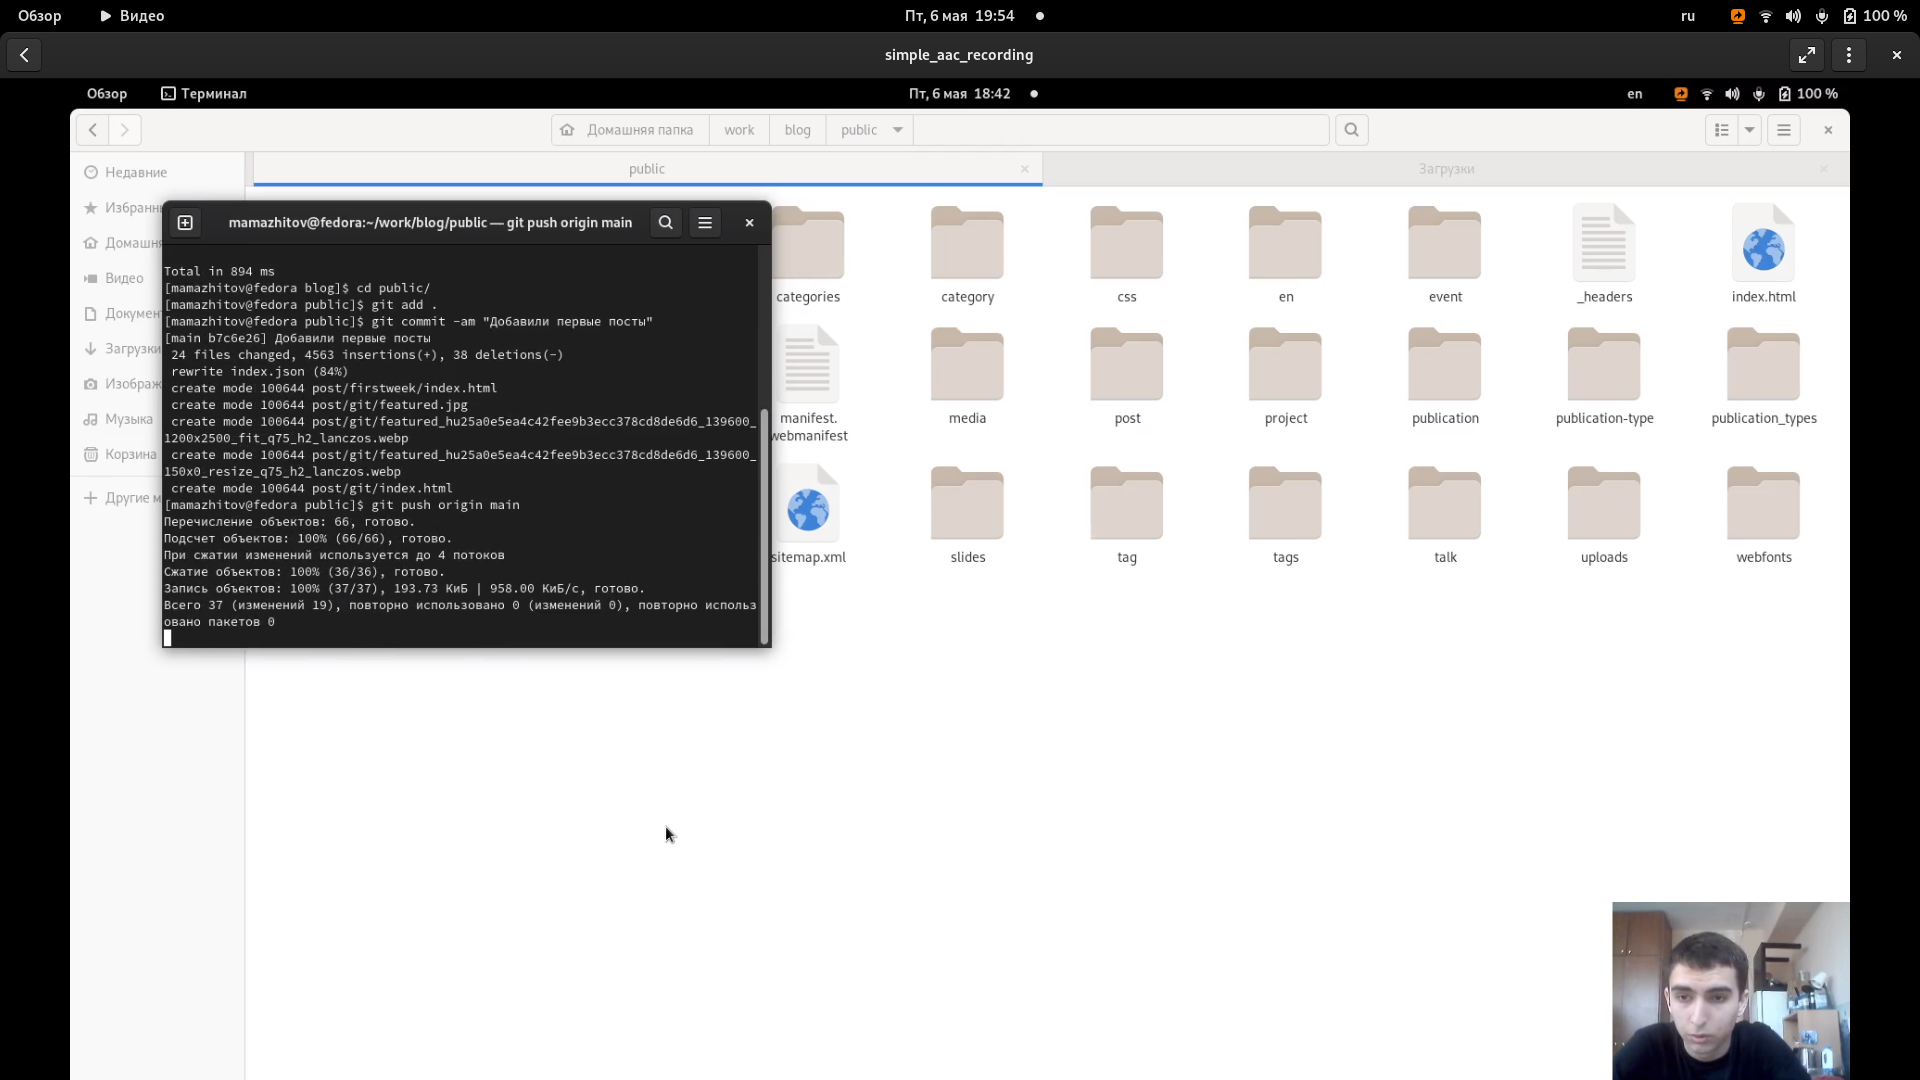 Обзор Видео Пт, 6 мая 19:54 ru 100 %
simple_aac_recording
Обзор Терминал Пт, 6 мая 18:42 en 100 %
Домашняя папка work blog public
public Загрузки
Недавние
Избранн
Домашня
Видео
Докумен
Загрузки
Изображ
Музыка
Корзина
Другие м
mamazhitov@fedora:~/work/blog/public — git push origin main
Total in 894 ms
[mamazhitov@fedora blog]$ cd public/
[mamazhitov@fedora public]$ git add .
[mamazhitov@fedora public]$ git commit -am "Добавили первые посты"
[main b7c6e26] Добавили первые посты
24 files changed, 4563 insertions(+), 38 deletions(-)
rewrite index.json (84%)
create mode 100644 post/firstweek/index.html
create mode 100644 post/git/featured.jpg
create mode 100644 post/git/featured_hu25a0e5ea4c42fee9b3ecc378cd8de6d6_139600_
1200x2500_fit_q75_h2_lanczos.webp
create mode 100644 post/git/featured_hu25a0e5ea4c42fee9b3ecc378cd8de6d6_139600_
150x0_resize_q75_h2_lanczos.webp
create mode 100644 post/git/index.html
[mamazhitov@fedora public]$ git push origin main
Перечисление объектов: 66, готово.
Подсчет объектов: 100% (66/66), готово.
При сжатии изменений используется до 4 потоков
Сжатие объектов: 100% (36/36), готово.
Запись объектов: 100% (37/37), 193.73 КиБ | 958.00 КиБ/с, готово.
Всего 37 (изменений 19), повторно использовано 0 (изменений 0), повторно использ
овано пакетов 0
categories category css en event _headers index.html
manifest. media post project publication publication-type publication_types
webmanifest
sitemap.xml slides tag tags talk uploads webfonts